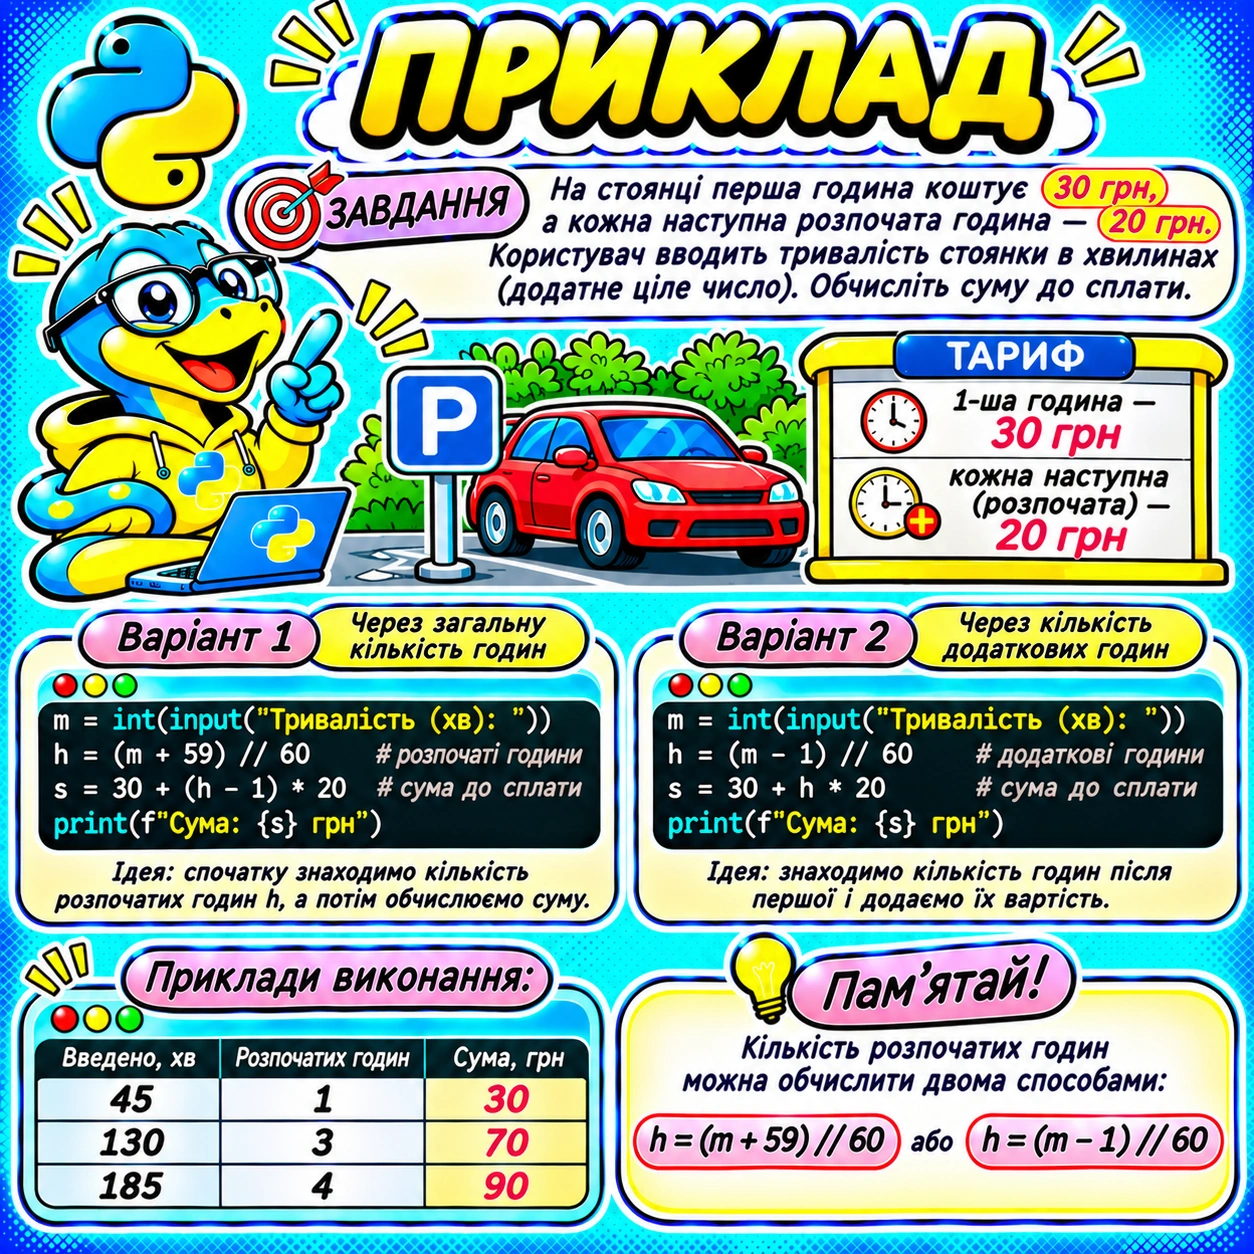 ПРИКЛАД
ЗАВДАННЯ
На стоянці перша година коштує 30 грн,
а кожна наступна розпочата година — 20 грн.
Користувач вводить тривалість стоянки в хвилинах
(додатне ціле число). Обчисліть суму до сплати.
P
ТАРИФ
1-ша година —
30 грн
кожна наступна
(розпочата) —
20 грн
Варіант 1
Через загальну
кількість годин
m = int(input("Тривалість (хв): "))
h = (m + 59) // 60 # розпочаті години
s = 30 + (h - 1) * 20 # сума до сплати
print(f"Сума: {s} грн")
Ідея: спочатку знаходимо кількість
розпочатих годин h, а потім обчислюємо суму.
Варіант 2
Через кількість
додаткових годин
m = int(input("Тривалість (хв): "))
h = (m - 1) // 60 # додаткові години
s = 30 + h * 20 # сума до сплати
print(f"Сума: {s} грн")
Ідея: знаходимо кількість годин після
першої і додаємо їх вартість.
Приклади виконання:
Введено, хв Розпочатих годин Сума, грн
45 1 30
130 3 70
185 4 90
Пам'ятай!
Кількість розпочатих годин
можна обчислити двома способами:
h = (m + 59) // 60 або h = (m – 1) // 60